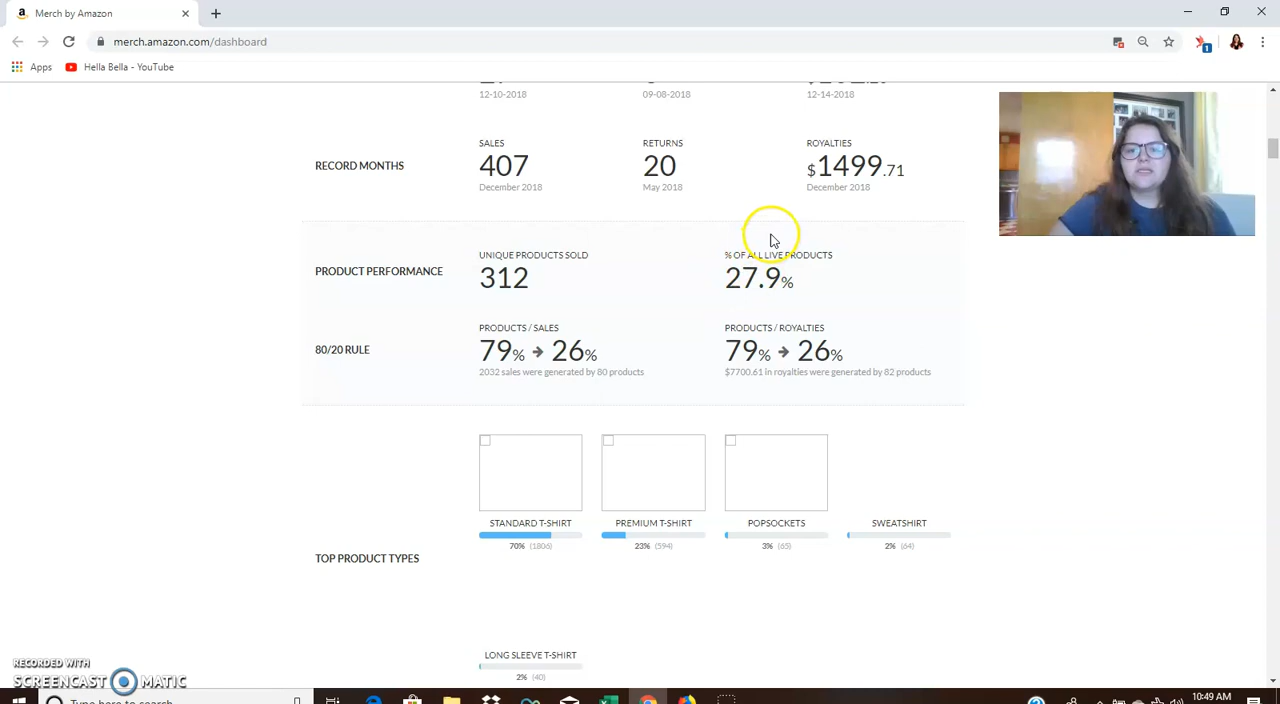 Merch by Amazon
merch.amazon.com/dashboard
1
Apps
Hella Bella - YouTube
12-10-2018
09-08-2018
12-14-2018
RECORD MONTHS
SALES
407
December 2018
RETURNS
20
May 2018
ROYALTIES
$1499.71
December 2018
PRODUCT PERFORMANCE
UNIQUE PRODUCTS SOLD
312
% OF ALL LIVE PRODUCTS
27.9%
80/20 RULE
PRODUCTS / SALES
79% → 26%
2032 sales were generated by 80 products
PRODUCTS / ROYALTIES
79% → 26%
$7700.61 in royalties were generated by 82 products
TOP PRODUCT TYPES
STANDARD T-SHIRT
70% (1806)
PREMIUM T-SHIRT
23% (594)
POPSOCKETS
3% (65)
SWEATSHIRT
2% (64)
LONG SLEEVE T-SHIRT
2% (40)
RECORDED WITH
SCREENCAST MATIC
Type here to search
10:49 AM